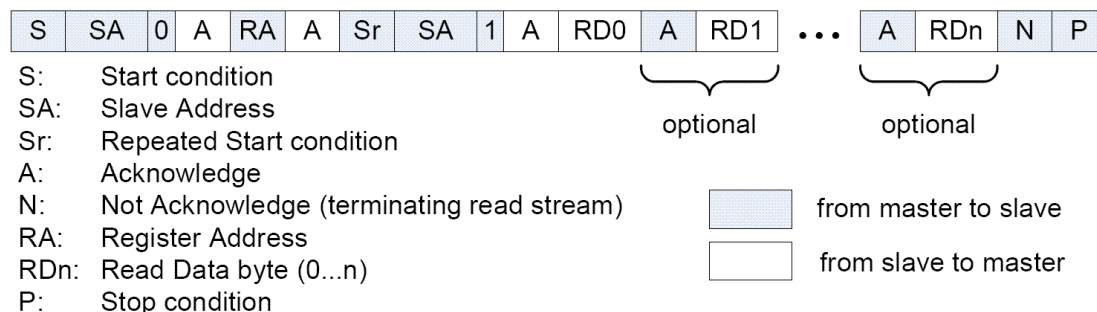 S SA 0 A RA A Sr SA 1 A RD0 A RD1 ••• A RDn N P
S: Start condition
SA: Slave Address
Sr: Repeated Start condition
A: Acknowledge
N: Not Acknowledge (terminating read stream)
RA: Register Address
RDn: Read Data byte (0...n)
P: Stop condition
optional
optional
from master to slave
from slave to master